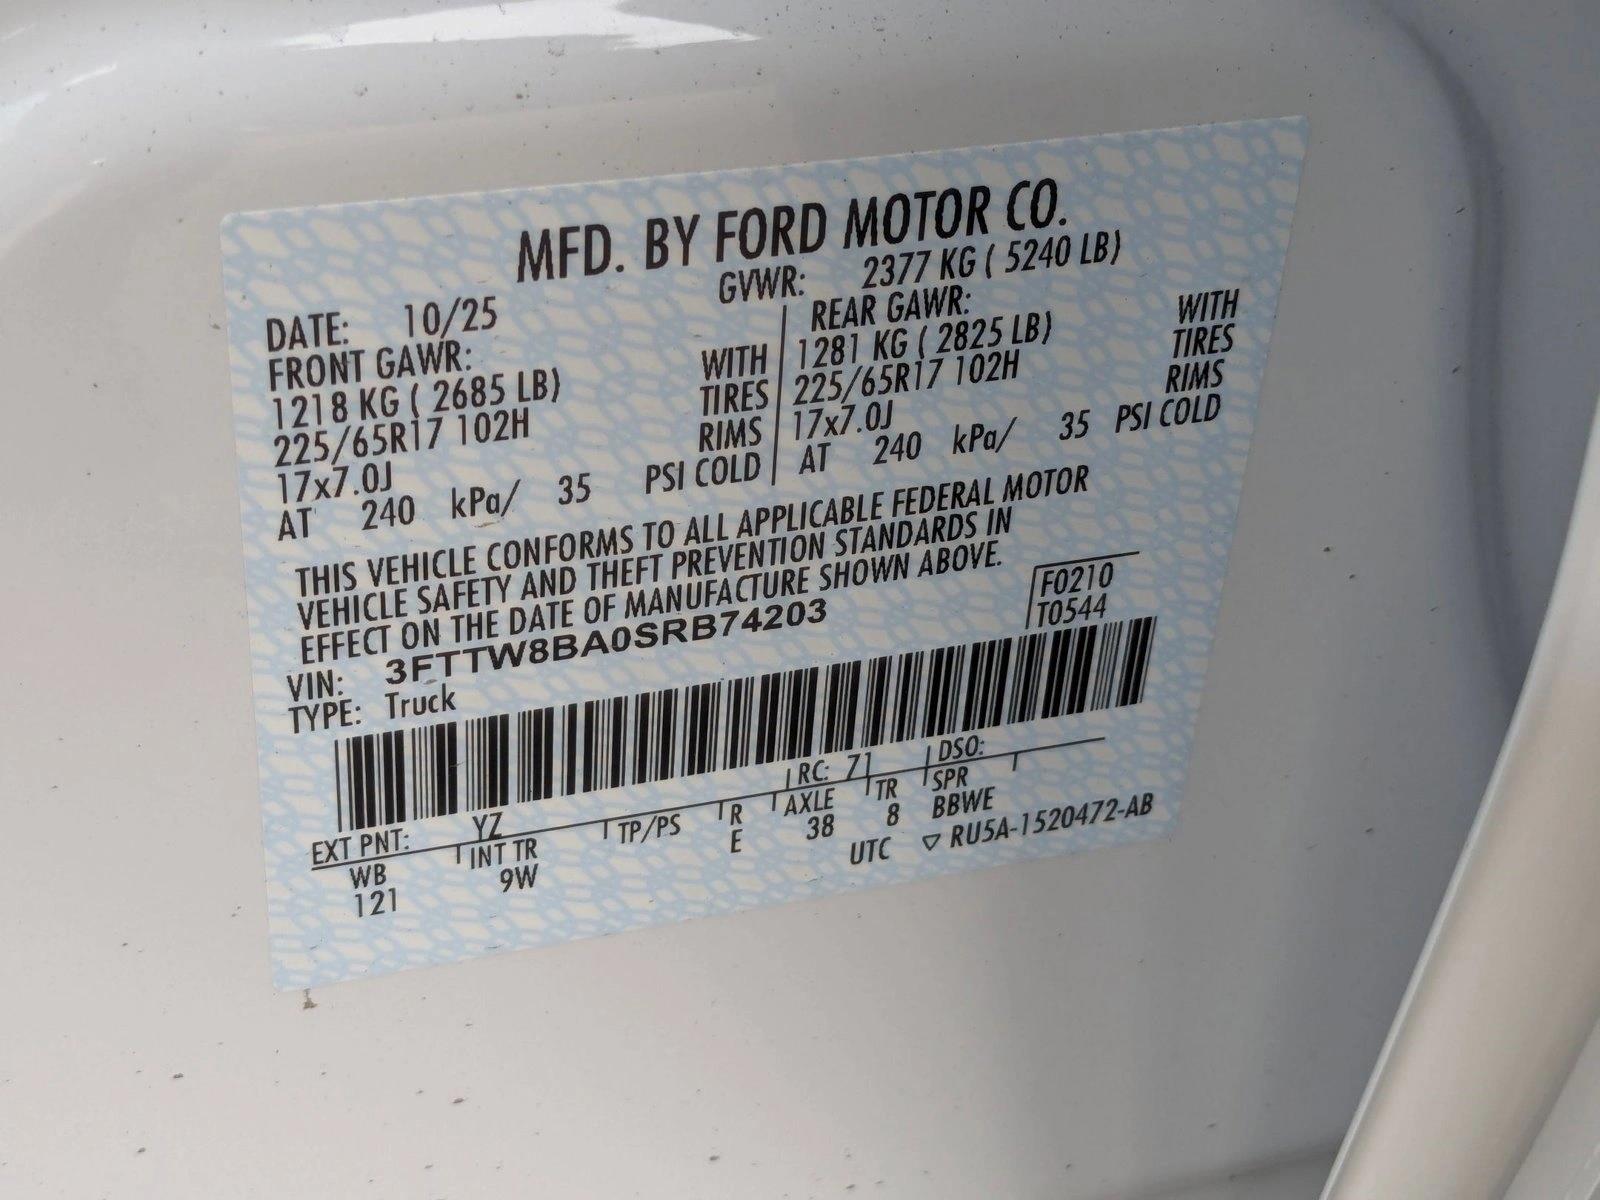 MFD. BY FORD MOTOR CO.
DATE: 10/25 GVWR: 2377 KG ( 5240 LB)
FRONT GAWR: REAR GAWR:
1218 KG ( 2685 LB) WITH 1281 KG ( 2825 LB) WITH
225/65R17 102H TIRES 225/65R17 102H TIRES
17x7.0J RIMS 17x7.0J RIMS
AT 240 kPa/ 35 PSI COLD AT 240 kPa/ 35 PSI COLD
THIS VEHICLE CONFORMS TO ALL APPLICABLE FEDERAL MOTOR
VEHICLE SAFETY AND THEFT PREVENTION STANDARDS IN
EFFECT ON THE DATE OF MANUFACTURE SHOWN ABOVE.
F0210
VIN: 3FTTW8BA0SRB74203 T0544
TYPE: Truck
EXT PNT: YZ RC: 71 DSO:
WB INT TR TP/PS R AXLE TR SPR
121 9W E 38 8 BBWE
UTC ▽ RU5A-1520472-AB